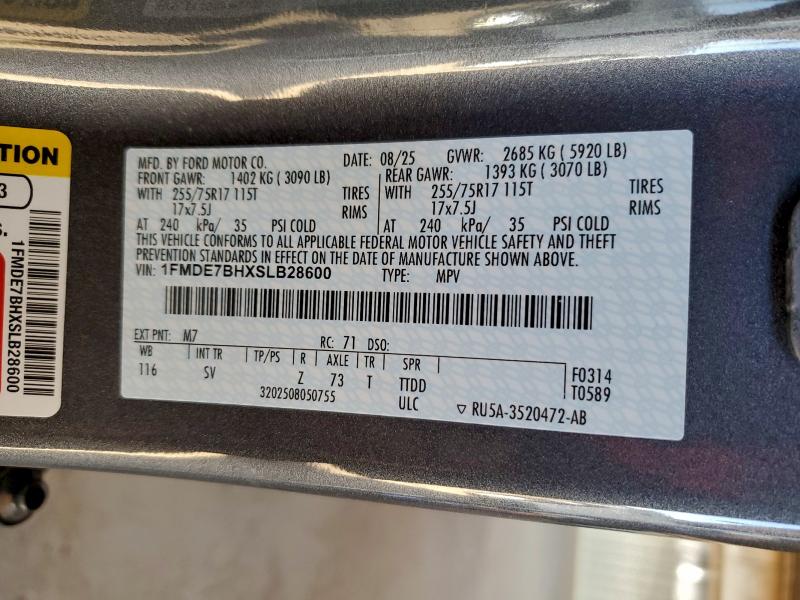 TION
3
S.
1FMDE7BHXSLB28600
MFD. BY FORD MOTOR CO. DATE: 08/25 GVWR: 2685 KG ( 5920 LB)
FRONT GAWR: 1402 KG ( 3090 LB) REAR GAWR: 1393 KG ( 3070 LB)
WITH 255/75R17 115T TIRES WITH 255/75R17 115T TIRES
17x7.5J RIMS 17x7.5J RIMS
AT 240 kPa/ 35 PSI COLD AT 240 kPa/ 35 PSI COLD
THIS VEHICLE CONFORMS TO ALL APPLICABLE FEDERAL MOTOR VEHICLE SAFETY AND THEFT
PREVENTION STANDARDS IN EFFECT ON THE DATE OF MANUFACTURE SHOWN ABOVE.
VIN: 1FMDE7BHXSLB28600 TYPE: MPV
EXT PNT: M7 RC: 71 DSO:
WB INT TR TP/PS R AXLE TR SPR
116 SV Z 73 T TTDD F0314
3202508050755 ULC T0589
▽ RU5A-3520472-AB